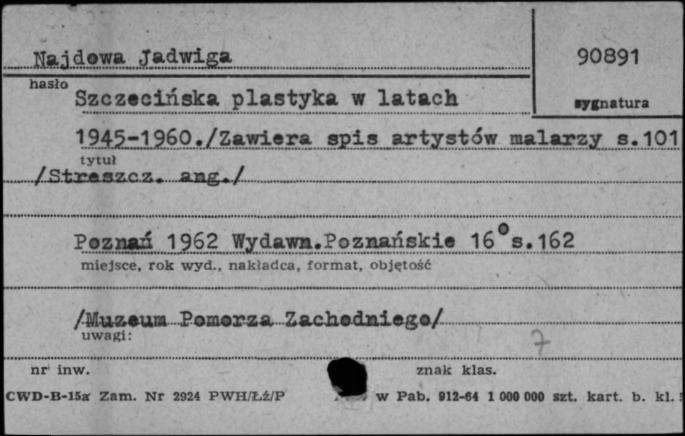 Najdowa Jadwiga
90891
hasło
sygnatura
Szczecińska plastyka w latach
1945-1960./Zawiera spis artystów malarzy s.101
tytuł
/Streszcz. ang./
Poznań 1962 Wydawn.Poznańskie 16° s.162
miejsce, rok wyd., nakładca, format, objętość
/Muzeum Pomorza Zachodniego/
uwagi:
7
nr inw.
znak klas.
CWD-B-15a Zam. Nr 2924 PWH/Łź/P
w Pab. 912-64 1 000 000 szt. kart. b. kl.